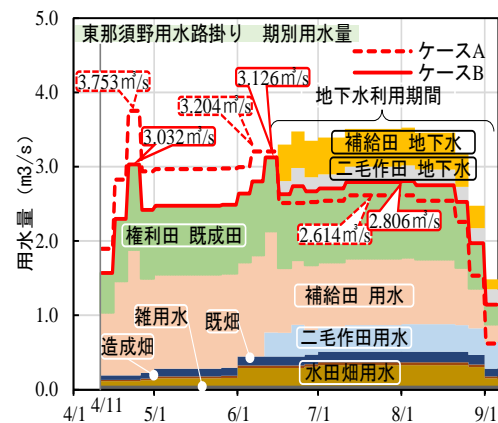 東那須野用水路掛り 期別用水量
ケースA
ケースB
3.753㎥/s
3.126㎥/s
3.204㎥/s
地下水利用期間
3.032㎥/s
補給田 地下水
二毛作田 地下水
2.806㎥/s
2.614㎥/s
権利田 既成田
補給田 用水
雑用水
既畑
二毛作田用水
造成畑
水田畑用水
用水量 (m3/s)
5.0
4.0
3.0
2.0
1.0
0.0
4/1
4/11
5/1
6/1
7/1
8/1
9/1